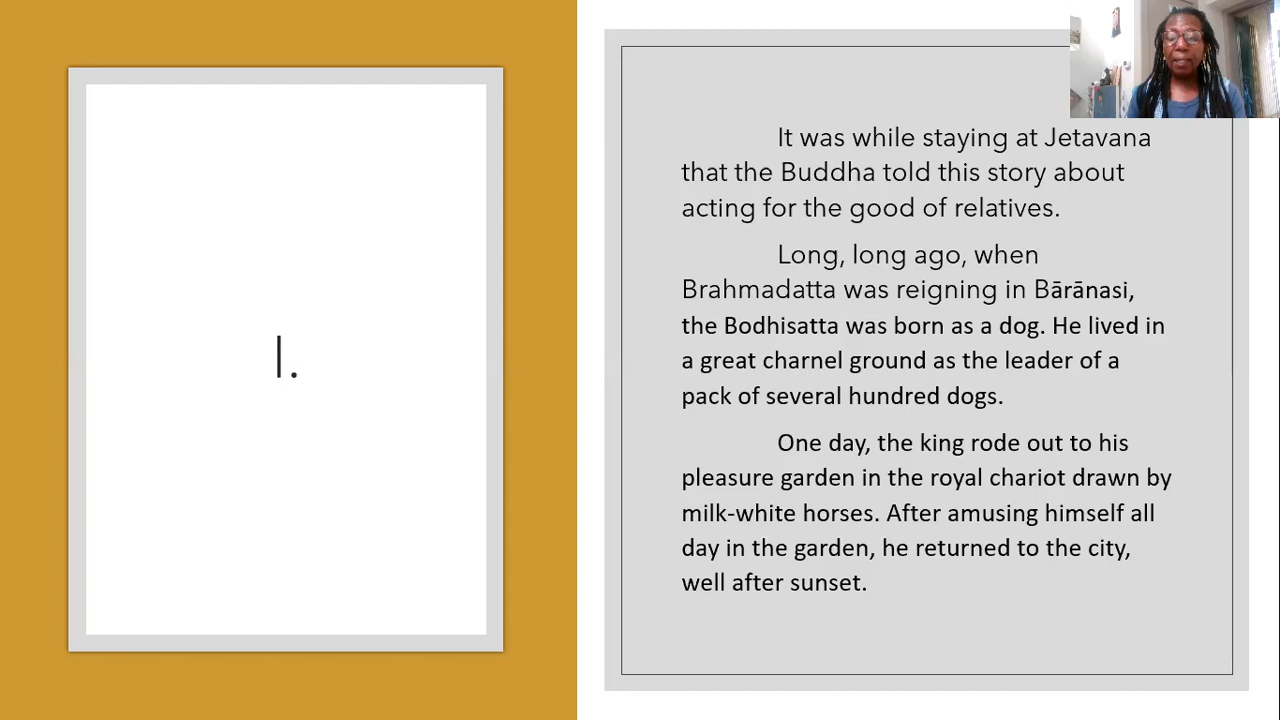 I.
It was while staying at Jetavana
that the Buddha told this story about
acting for the good of relatives.
Long, long ago, when
Brahmadatta was reigning in Bārānasi,
the Bodhisatta was born as a dog. He lived in
a great charnel ground as the leader of a
pack of several hundred dogs.
One day, the king rode out to his
pleasure garden in the royal chariot drawn by
milk-white horses. After amusing himself all
day in the garden, he returned to the city,
well after sunset.